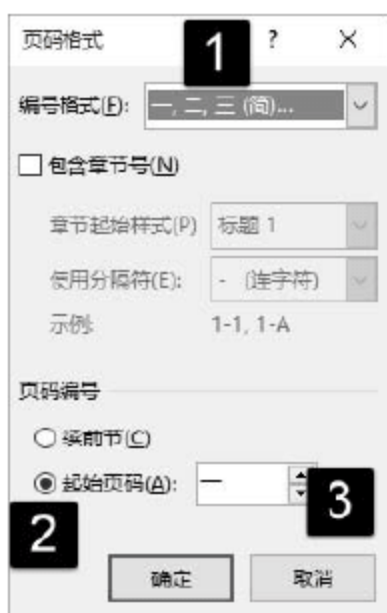 页码格式 ? ×
1
编号格式(F): 一, 二, 三 (简)...
包含章节号(N)
章节起始样式(P) 标题 1
使用分隔符(E): - (连字符)
示例: 1-1, 1-A
页码编号
续前节(C)
起始页码(A): 一
3
2
确定 取消